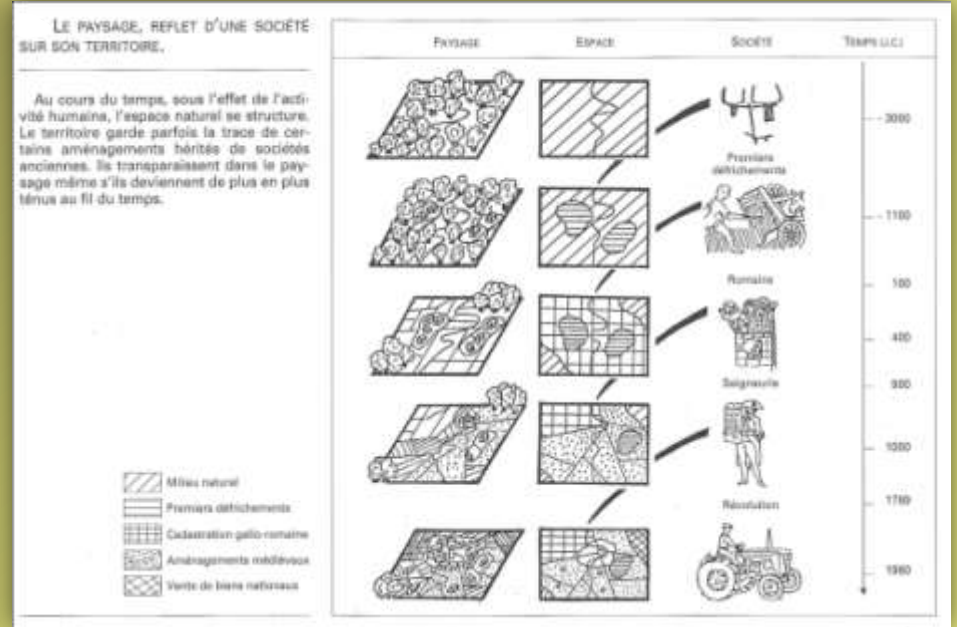 LE PAYSAGE, REFLET D'UNE SOCIÉTÉ
SUR SON TERRITOIRE.
Au cours du temps, sous l'effet de l'acti-
vité humaine, l'espace naturel se structure.
Le territoire garde parfois la trace de cer-
tains aménagements hérités de sociétés
anciennes. Ils transparaissent dans le pay-
sage même s'ils deviennent de plus en plus
ténus au fil du temps.
Milieu naturel
Premiers défrichements
Cadastration gallo-romaine
Aménagements médiévaux
Vente de biens nationaux
PAYSAGE
ESPACE
SOCIÉTÉ
TEMPS
- 3000
Premiers
défrichements
- 1100
Romaine
100
400
Seigneurie
900
1000
1789
Révolution
1980